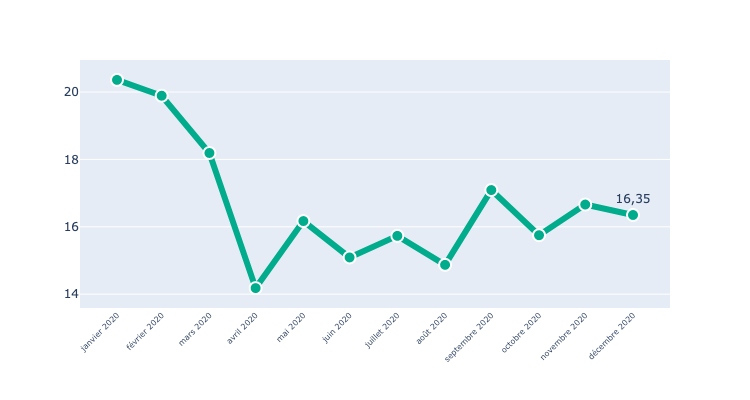 20
18
16
14
16,35
janvier 2020
février 2020
mars 2020
avril 2020
mai 2020
juin 2020
juillet 2020
août 2020
septembre 2020
octobre 2020
novembre 2020
décembre 2020